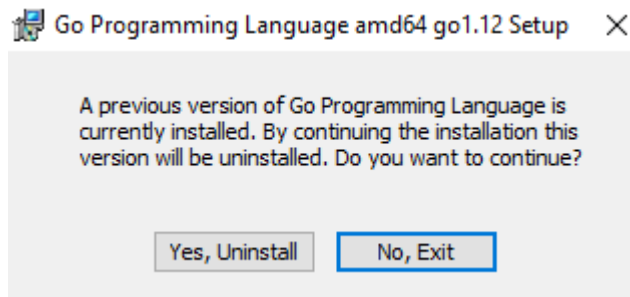 Go Programming Language amd64 go1.12 Setup
A previous version of Go Programming Language is
currently installed. By continuing the installation this
version will be uninstalled. Do you want to continue?
Yes, Uninstall
No, Exit